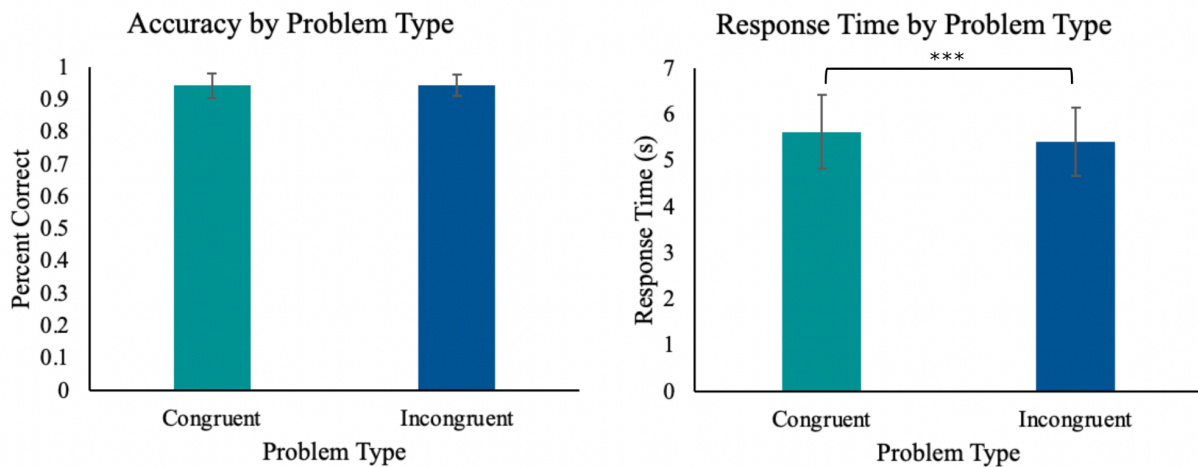 Accuracy by Problem Type
Percent Correct
1
0.9
0.8
0.7
0.6
0.5
0.4
0.3
0.2
0.1
0
Congruent
Incongruent
Problem Type
Response Time by Problem Type
***
Response Time (s)
7
6
5
4
3
2
1
0
Congruent
Incongruent
Problem Type